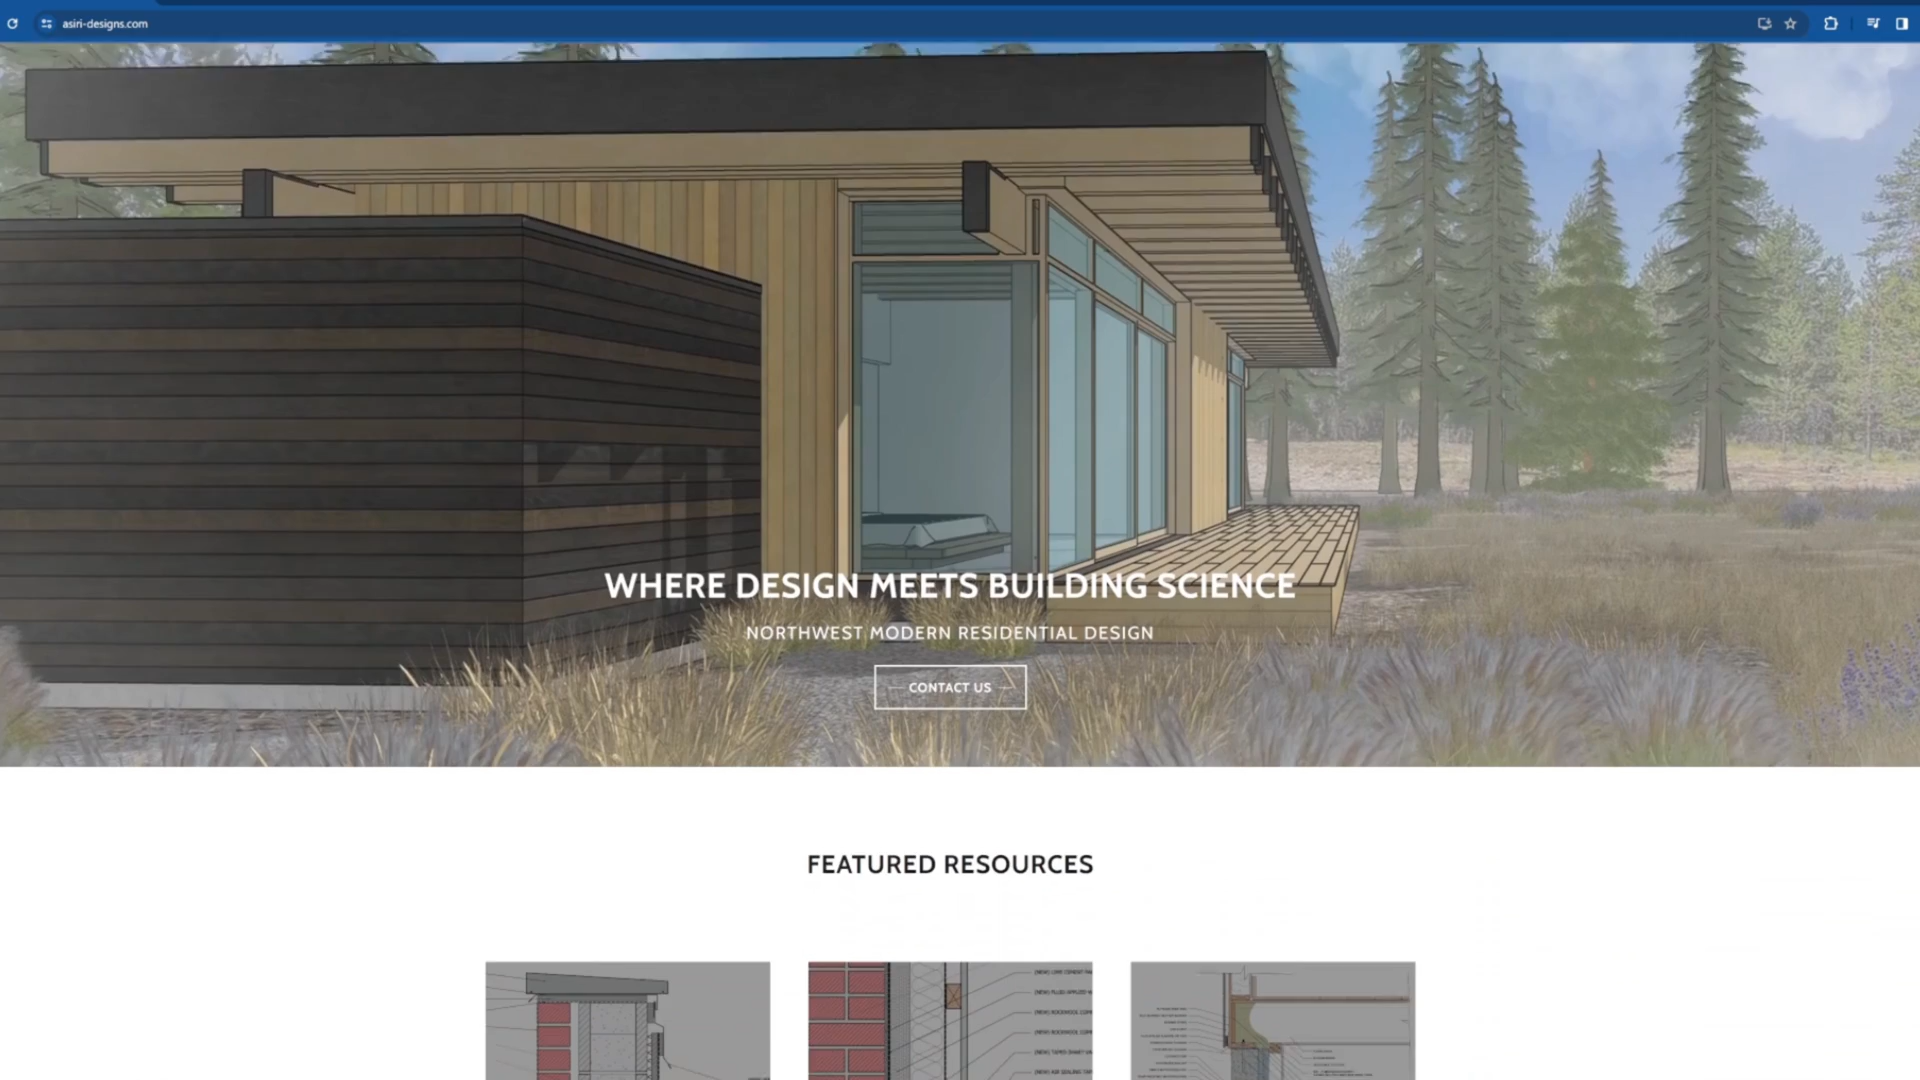 asiri-designs.com
WHERE DESIGN MEETS BUILDING SCIENCE
NORTHWEST MODERN RESIDENTIAL DESIGN
CONTACT US
FEATURED RESOURCES